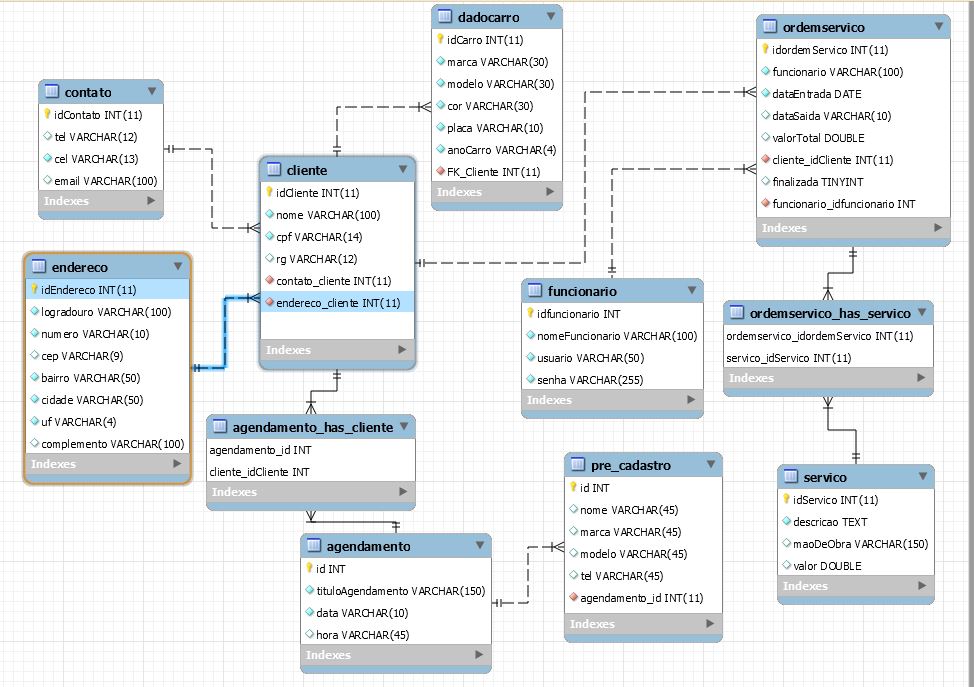 contato
idContato INT(11)
tel VARCHAR(12)
cel VARCHAR(13)
email VARCHAR(100)
Indexes
dadocarro
idCarro INT(11)
marca VARCHAR(30)
modelo VARCHAR(30)
cor VARCHAR(30)
placa VARCHAR(10)
anoCarro VARCHAR(4)
FK_Cliente INT(11)
Indexes
ordemservico
idordemServico INT(11)
funcionario VARCHAR(100)
dataEntrada DATE
dataSaida VARCHAR(10)
valorTotal DOUBLE
cliente_idCliente INT(11)
finalizada TINYINT
funcionario_idfuncionario INT
Indexes
cliente
idCliente INT(11)
nome VARCHAR(100)
cpf VARCHAR(14)
rg VARCHAR(12)
contato_cliente INT(11)
endereco_cliente INT(11)
Indexes
endereco
idEndereco INT(11)
logradouro VARCHAR(100)
numero VARCHAR(10)
cep VARCHAR(9)
bairro VARCHAR(50)
cidade VARCHAR(50)
uf VARCHAR(4)
complemento VARCHAR(100)
Indexes
funcionario
idfuncionario INT
nomeFuncionario VARCHAR(100)
usuario VARCHAR(50)
senha VARCHAR(255)
Indexes
ordemservico_has_servico
ordemservico_idordemServico INT(11)
servico_idServico INT(11)
Indexes
agendamento_has_cliente
agendamento_id INT
cliente_idCliente INT
Indexes
pre_cadastro
id INT
nome VARCHAR(45)
marca VARCHAR(45)
modelo VARCHAR(45)
tel VARCHAR(45)
agendamento_id INT(11)
Indexes
servico
idServico INT(11)
descricao TEXT
maoDeObra VARCHAR(150)
valor DOUBLE
Indexes
agendamento
id INT
tituloAgendamento VARCHAR(150)
data VARCHAR(10)
hora VARCHAR(45)
Indexes